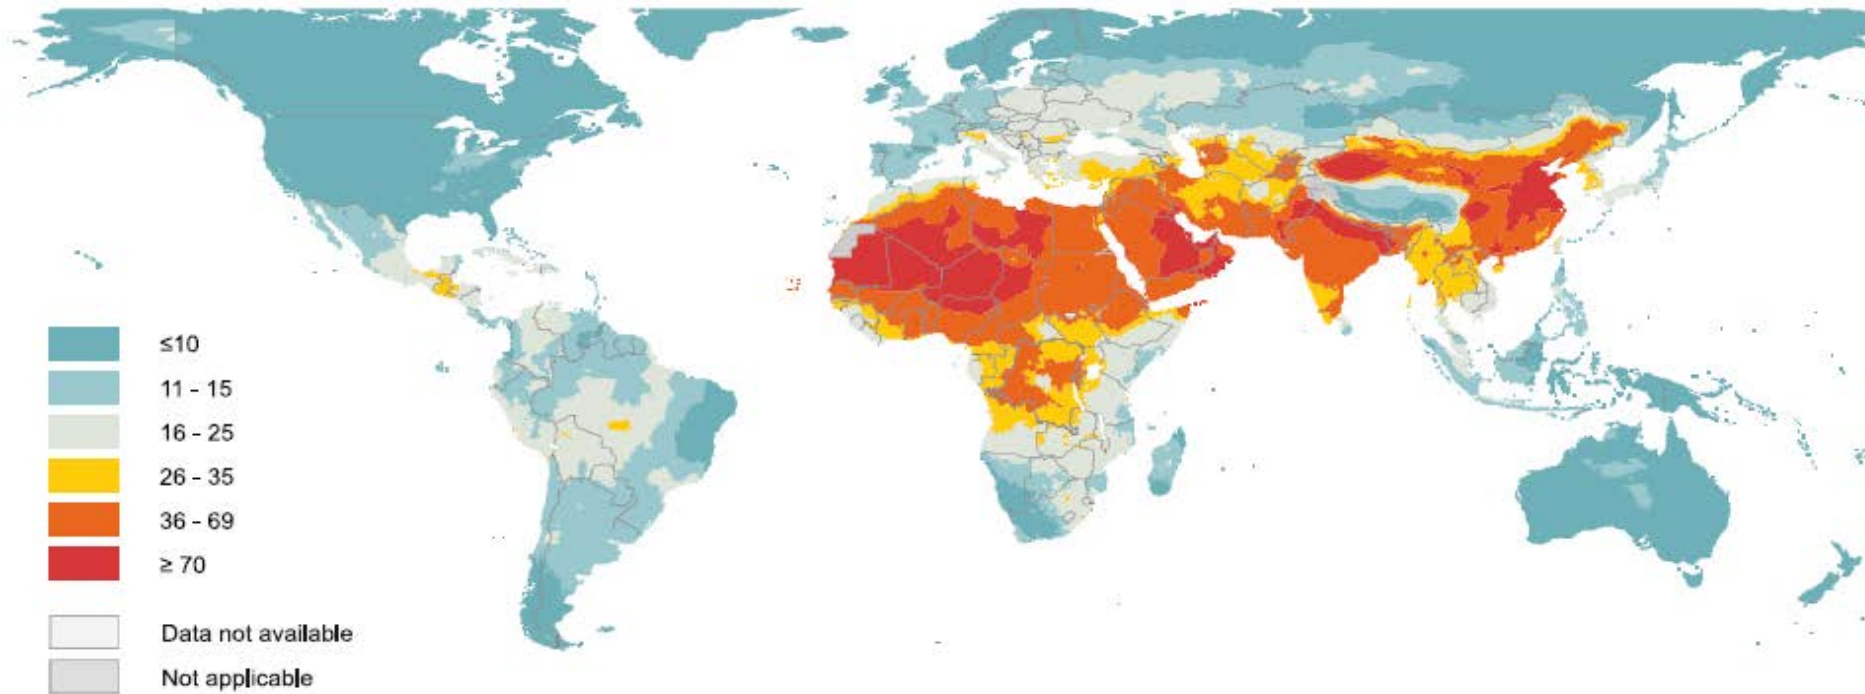 ≤10
11 - 15
16 - 25
26 - 35
36 - 69
≥ 70
Data not available
Not applicable